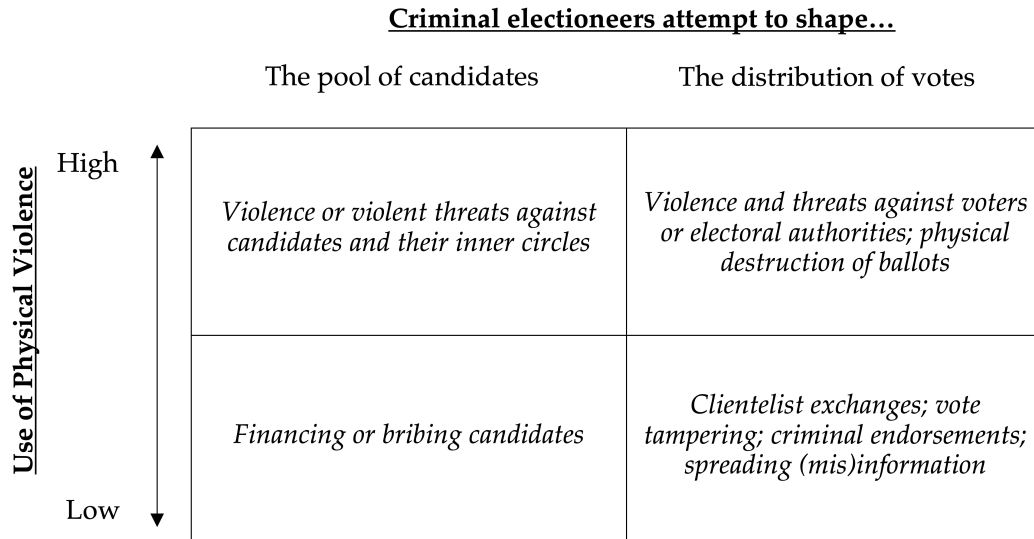 Criminal electioneers attempt to shape…
The pool of candidates
The distribution of votes
Use of Physical Violence
High
Violence or violent threats against
candidates and their inner circles
Violence and threats against voters
or electoral authorities; physical
destruction of ballots
Financing or bribing candidates
Clientelist exchanges; vote
tampering; criminal endorsements;
spreading (mis)information
Low